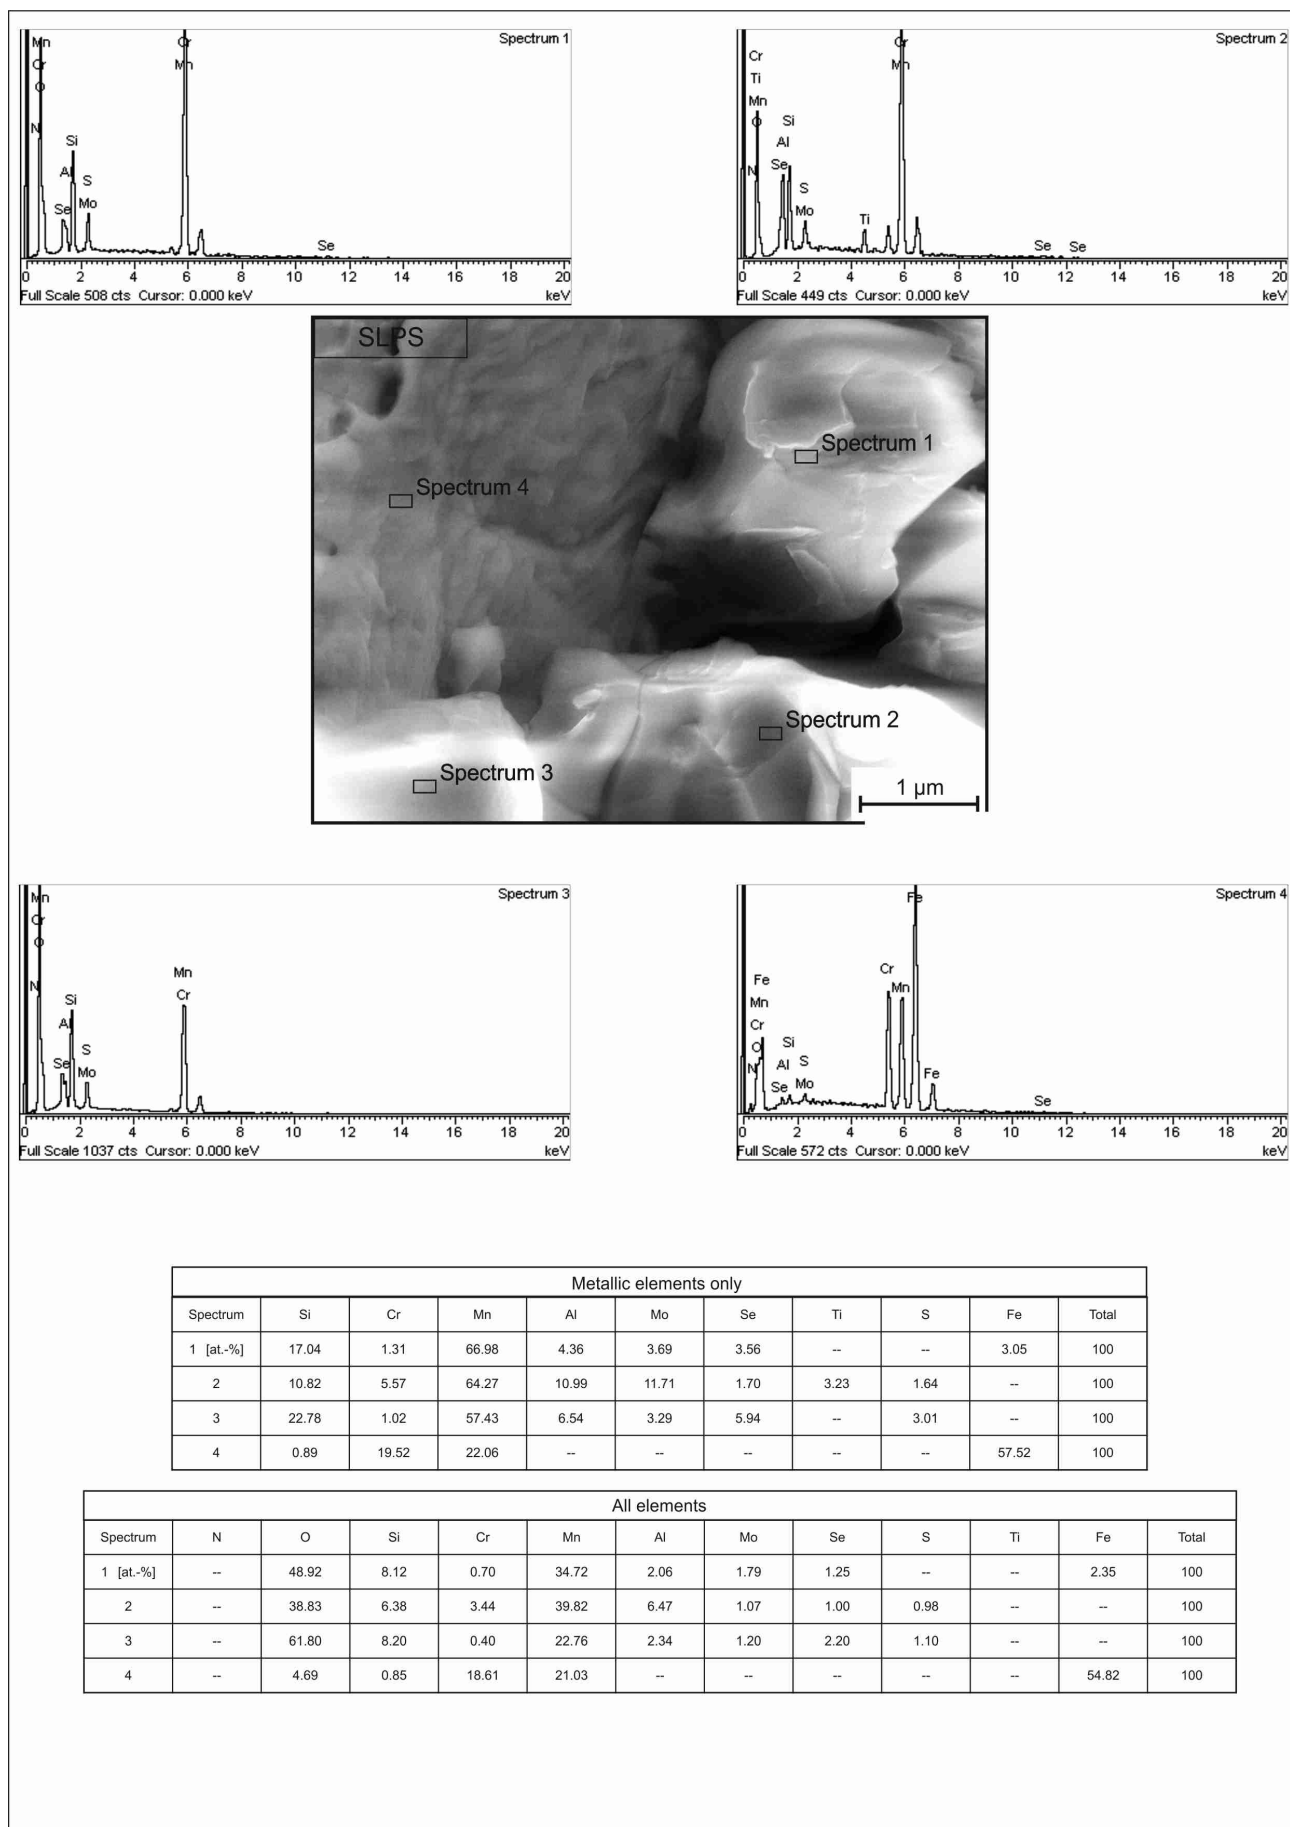 Spectrum 1
Mn
Cr
O
N
Si
Al
S
Se
Mo
Cr
Mn
Se
0 2 4 6 8 10 12 14 16 18 20
Full Scale 508 cts Cursor: 0.000 keV keV
Spectrum 2
Cr
Ti
Mn
O
N
Si
Al
Se
S
Mo
Ti
Cr
Mn
Se Se
0 2 4 6 8 10 12 14 16 18 20
Full Scale 449 cts Cursor: 0.000 keV keV
SLPS
Spectrum 1
Spectrum 4
Spectrum 2
Spectrum 3
1 µm
Spectrum 3
Mn
Cr
O
N
Si
Al
Se
S
Mo
Mn
Cr
0 2 4 6 8 10 12 14 16 18 20
Full Scale 1037 cts Cursor: 0.000 keV keV
Spectrum 4
Fe
Mn
Cr
O
N
Si
Al
Se
S
Mo
Cr
Mn
Fe
Fe
Se
0 2 4 6 8 10 12 14 16 18 20
Full Scale 572 cts Cursor: 0.000 keV keV
Metallic elements only
Spectrum Si Cr Mn Al Mo Se Ti S Fe Total
1 [at.-%] 17.04 1.31 66.98 4.36 3.69 3.56 -- -- 3.05 100
2 10.82 5.57 64.27 10.99 11.71 1.70 3.23 1.64 -- 100
3 22.78 1.02 57.43 6.54 3.29 5.94 -- 3.01 -- 100
4 0.89 19.52 22.06 -- -- -- -- -- 57.52 100
All elements
Spectrum N O Si Cr Mn Al Mo Se S Ti Fe Total
1 [at.-%] -- 48.92 8.12 0.70 34.72 2.06 1.79 1.25 -- -- 2.35 100
2 -- 38.83 6.38 3.44 39.82 6.47 1.07 1.00 0.98 -- -- 100
3 -- 61.80 8.20 0.40 22.76 2.34 1.20 2.20 1.10 -- -- 100
4 -- 4.69 0.85 18.61 21.03 -- -- -- -- -- 54.82 100